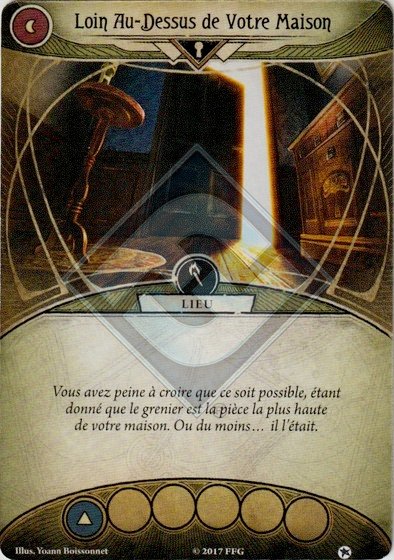 Loin Au-Dessus de Votre Maison
LIEU
Vous avez peine à croire que ce soit possible, étant
donné que le grenier est la pièce la plus haute
de votre maison. Ou du moins… il l'était.
Illus. Yoann Boissonnet
© 2017 FFG